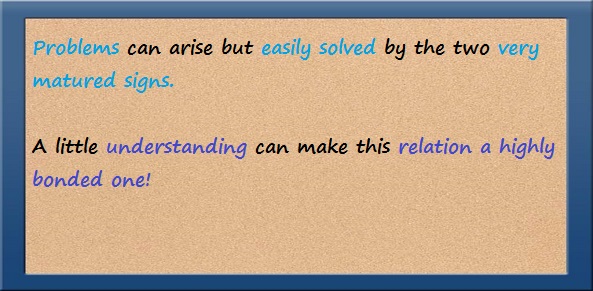 Problems can arise but easily solved by the two very
matured signs.
A little understanding can make this relation a highly
bonded one!